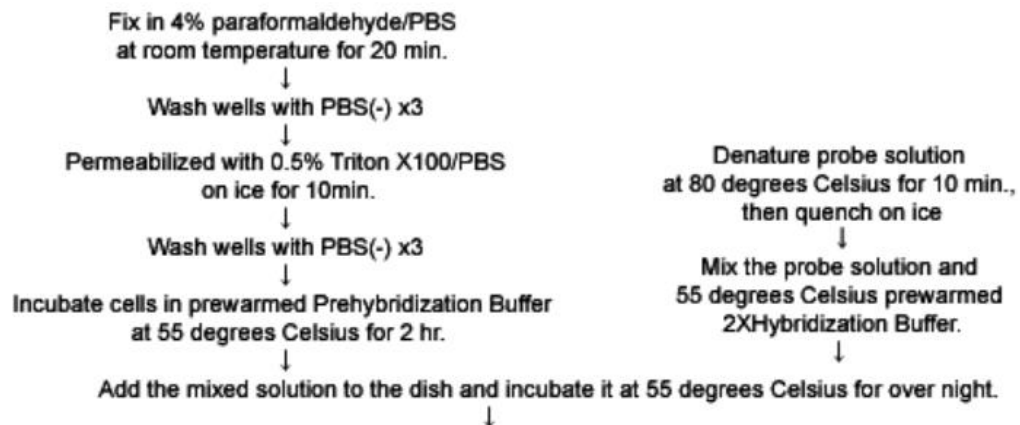 Fix in 4% paraformaldehyde/PBS
at room temperature for 20 min.
↓
Wash wells with PBS(-) x3
↓
Permeabilized with 0.5% Triton X100/PBS
on ice for 10min.
↓
Wash wells with PBS(-) x3
↓
Incubate cells in prewarmed Prehybridization Buffer
at 55 degrees Celsius for 2 hr.
↓
Denature probe solution
at 80 degrees Celsius for 10 min.,
then quench on ice
↓
Mix the probe solution and
55 degrees Celsius prewarmed
2XHybridization Buffer.
↓
Add the mixed solution to the dish and incubate it at 55 degrees Celsius for over night.
↓